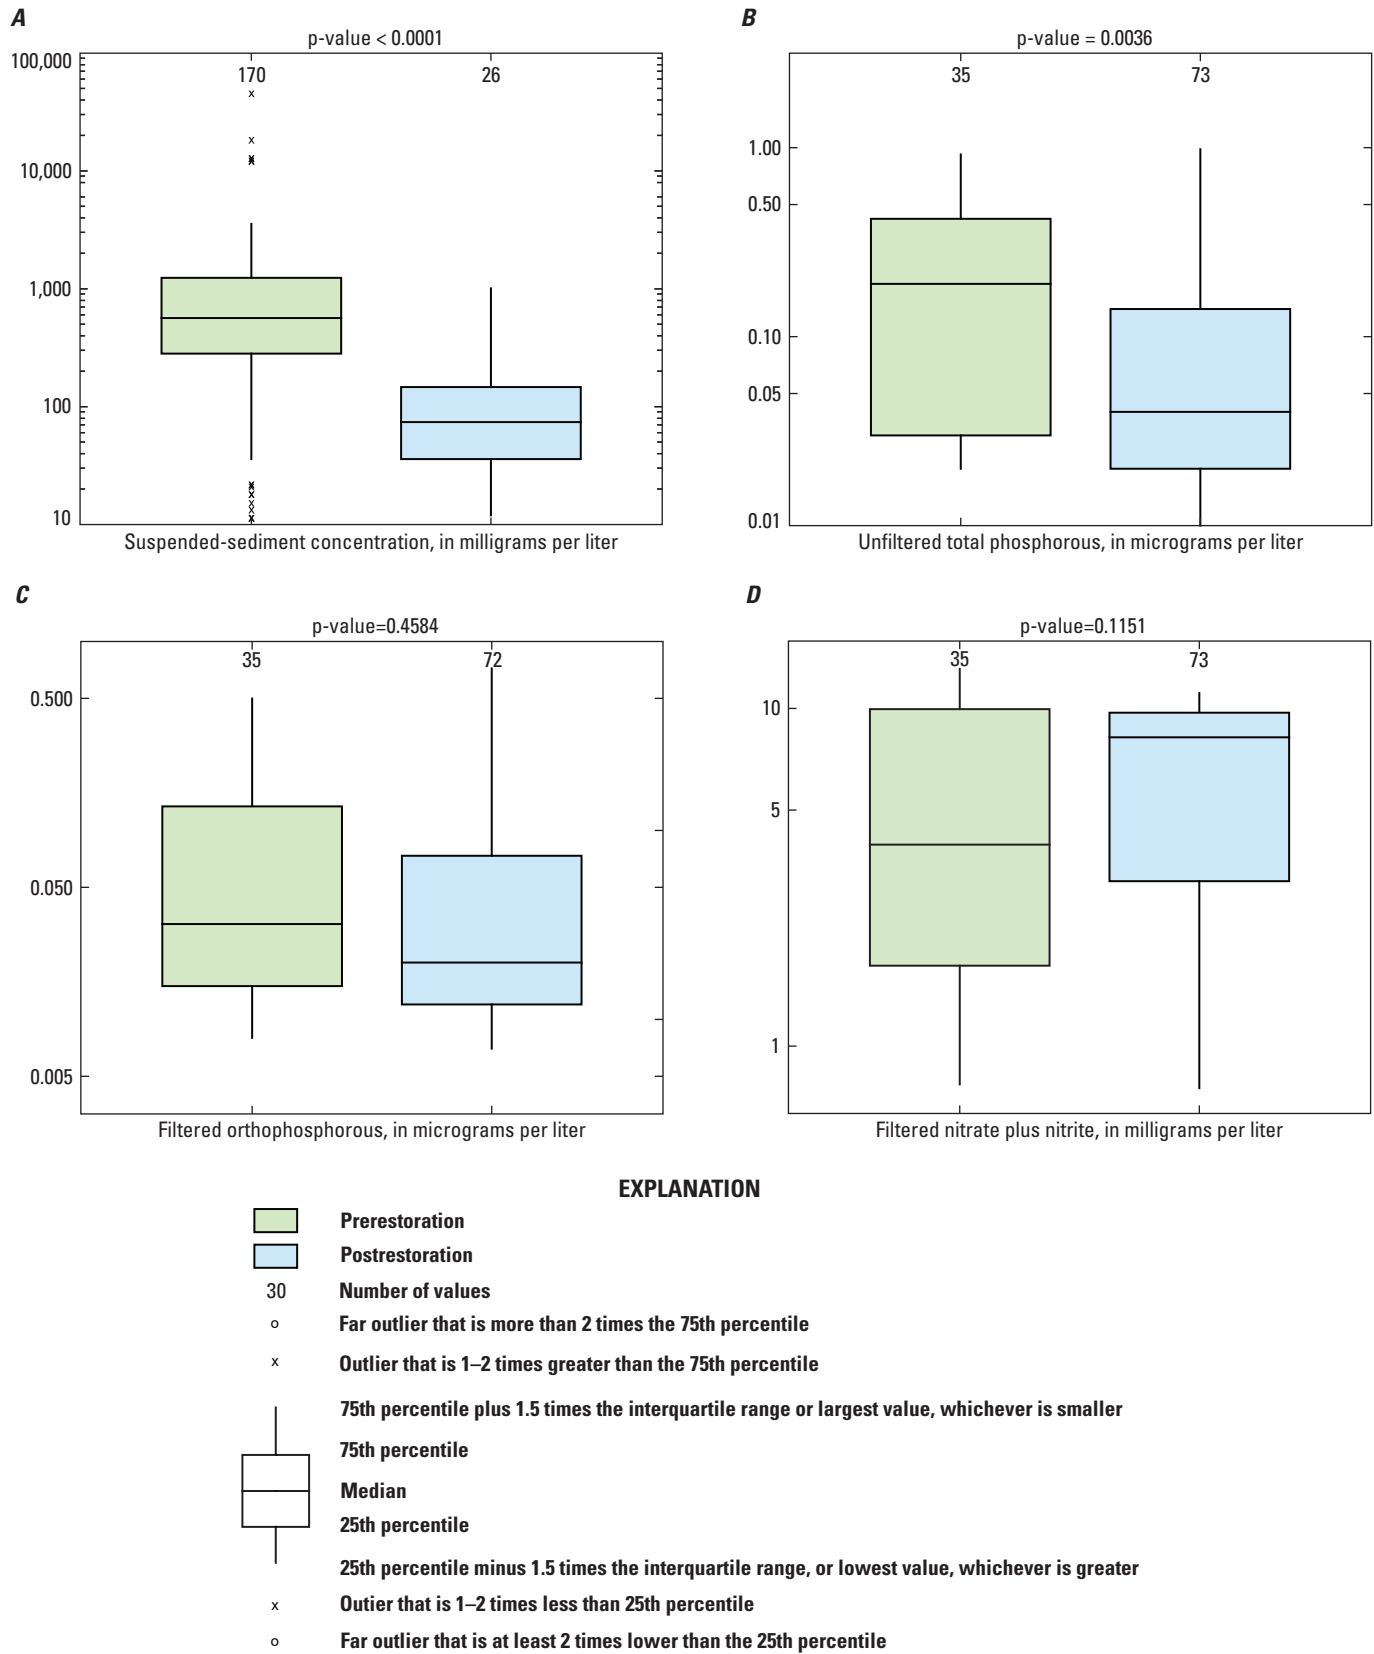 A
p-value < 0.0001
170 26
100,000
10,000
1,000
100
10
Suspended-sediment concentration, in milligrams per liter
B
p-value = 0.0036
35 73
1.00
0.50
0.10
0.05
0.01
Unfiltered total phosphorous, in micrograms per liter
C
p-value=0.4584
35 72
0.500
0.050
0.005
Filtered orthophosphorous, in micrograms per liter
D
p-value=0.1151
35 73
10
5
1
Filtered nitrate plus nitrite, in milligrams per liter
EXPLANATION
Prerestoration
Postrestoration
30 Number of values
o Far outlier that is more than 2 times the 75th percentile
x Outlier that is 1–2 times greater than the 75th percentile
75th percentile plus 1.5 times the interquartile range or largest value, whichever is smaller
75th percentile
Median
25th percentile
25th percentile minus 1.5 times the interquartile range, or lowest value, whichever is greater
x Outier that is 1–2 times less than 25th percentile
o Far outlier that is at least 2 times lower than the 25th percentile